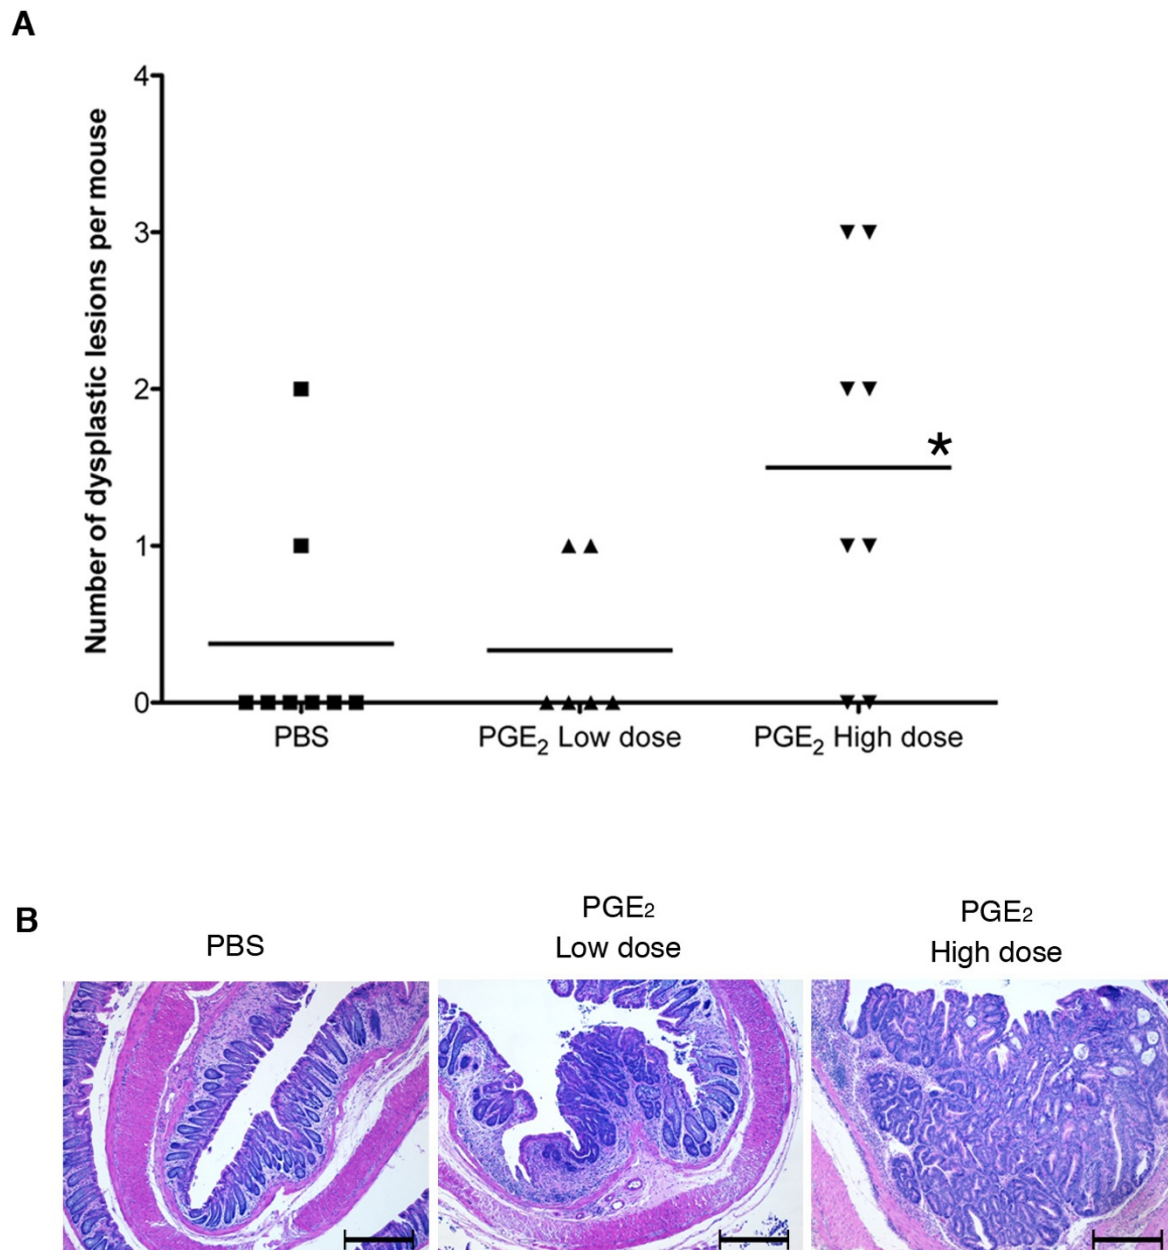 A
Number of dysplastic lesions per mouse
4
3
2
1
0
*
PBS
PGE₂ Low dose
PGE₂ High dose
B
PBS
PGE₂
Low dose
PGE₂
High dose